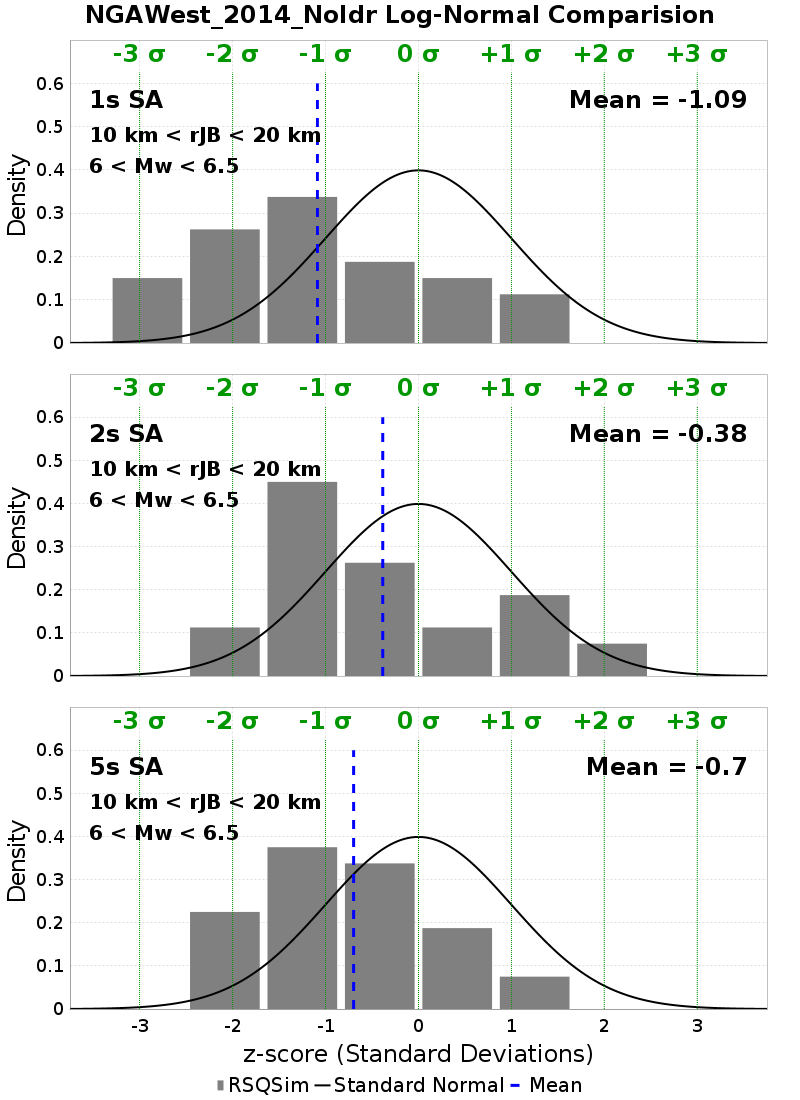 NGAWest_2014_NoIdr Log-Normal Comparision
-3 σ -2 σ -1 σ 0 σ +1 σ +2 σ +3 σ
0.6
1s SA Mean = -1.09
0.5
10 km < rJB < 20 km
6 < Mw < 6.5
0.4
0.3
0.2
0.1
0
Density
-3 σ -2 σ -1 σ 0 σ +1 σ +2 σ +3 σ
0.6
2s SA Mean = -0.38
0.5
10 km < rJB < 20 km
6 < Mw < 6.5
0.4
0.3
0.2
0.1
0
Density
-3 σ -2 σ -1 σ 0 σ +1 σ +2 σ +3 σ
0.6
5s SA Mean = -0.7
0.5
10 km < rJB < 20 km
6 < Mw < 6.5
0.4
0.3
0.2
0.1
0
Density
-3 -2 -1 0 1 2 3
z-score (Standard Deviations)
RSQSim Standard Normal Mean